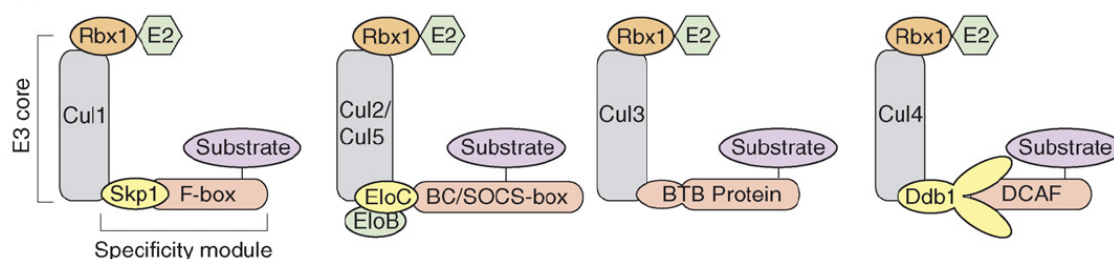 Rbx1 E2
E3 core
Cul1
Substrate
Skp1 F-box
Specificity module
Rbx1 E2
Cul2/
Cul5
Substrate
EloC BC/SOCS-box
EloB
Rbx1 E2
Cul3
Substrate
BTB Protein
Rbx1 E2
Cul4
Substrate
Ddb1 DCAF